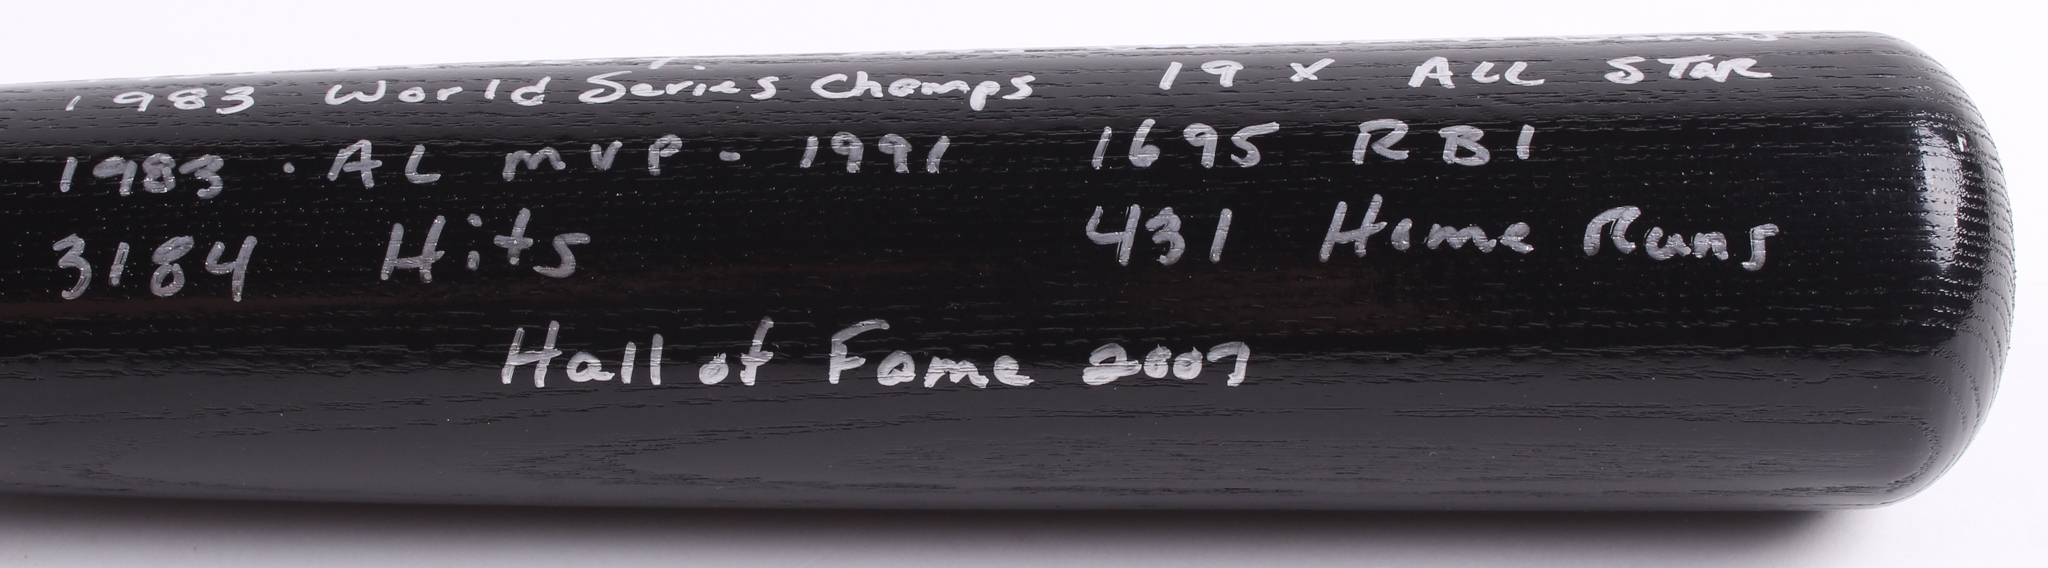 1983 World Series Champs 19 x ALL STAR
1983 · AL MVP - 1991 1695 RBI
3184 Hits 431 Home Runs
Hall of Fame 2007